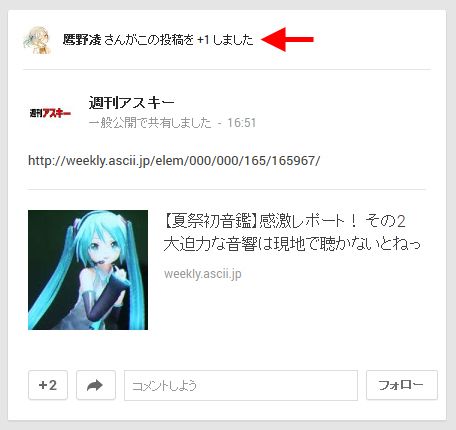 鷹野凌 さんがこの投稿を +1 しました
週刊アスキー
週刊アスキー
一般公開で共有しました - 16:51
http://weekly.ascii.jp/elem/000/000/165/165967/
【夏祭初音鑑】感激レポート！ その2
大迫力な音響は現地で聴かないとねっ
weekly.ascii.jp
+2
コメントしよう
フォロー